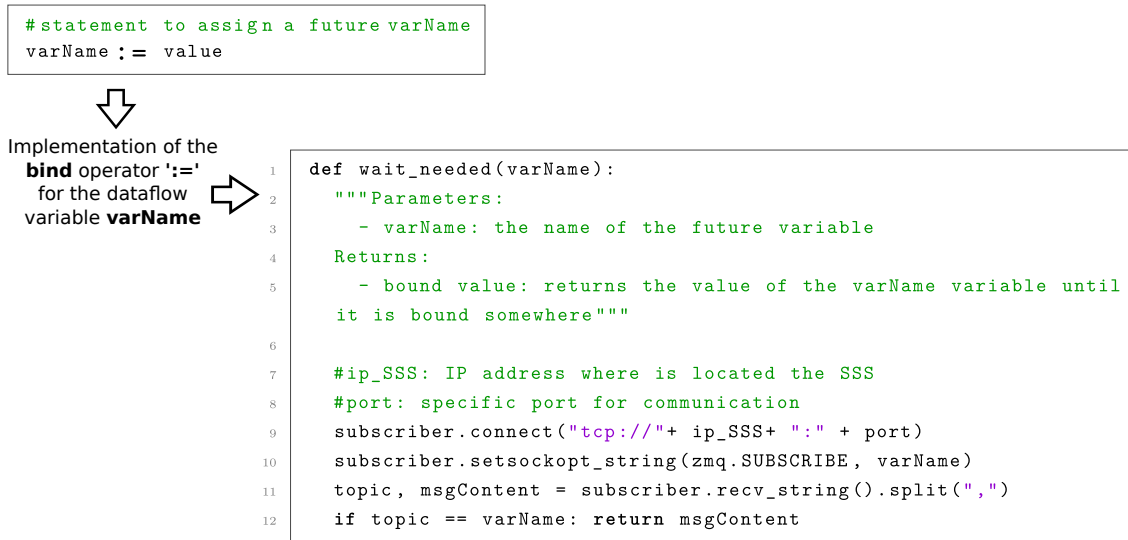 #statement to assign a future varName
varName := value
Implementation of the
bind operator ':='
for the dataflow
variable varName
1 def wait_needed(varName):
2 """Parameters:
3 - varName: the name of the future variable
4 Returns:
5 - bound value: returns the value of the varName variable until
it is bound somewhere"""
6
7 #ip_SSS: IP address where is located the SSS
8 #port: specific port for communication
9 subscriber.connect("tcp://"+ ip_SSS+ ":" + port)
10 subscriber.setsockopt_string(zmq.SUBSCRIBE, varName)
11 topic, msgContent = subscriber.recv_string().split(",")
12 if topic == varName: return msgContent